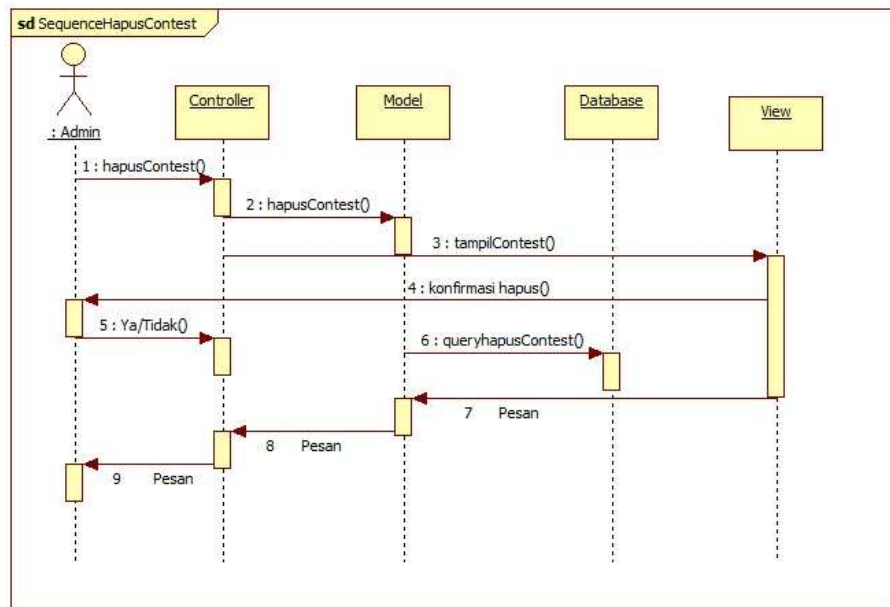 sd SequenceHapusContest
: Admin
Controller
Model
Database
View
1 : hapusContest()
2 : hapusContest()
3 : tampilContest()
4 : konfirmasi hapus()
5 : Ya/Tidak()
6 : queryhapusContest()
7 Pesan
8 Pesan
9 Pesan